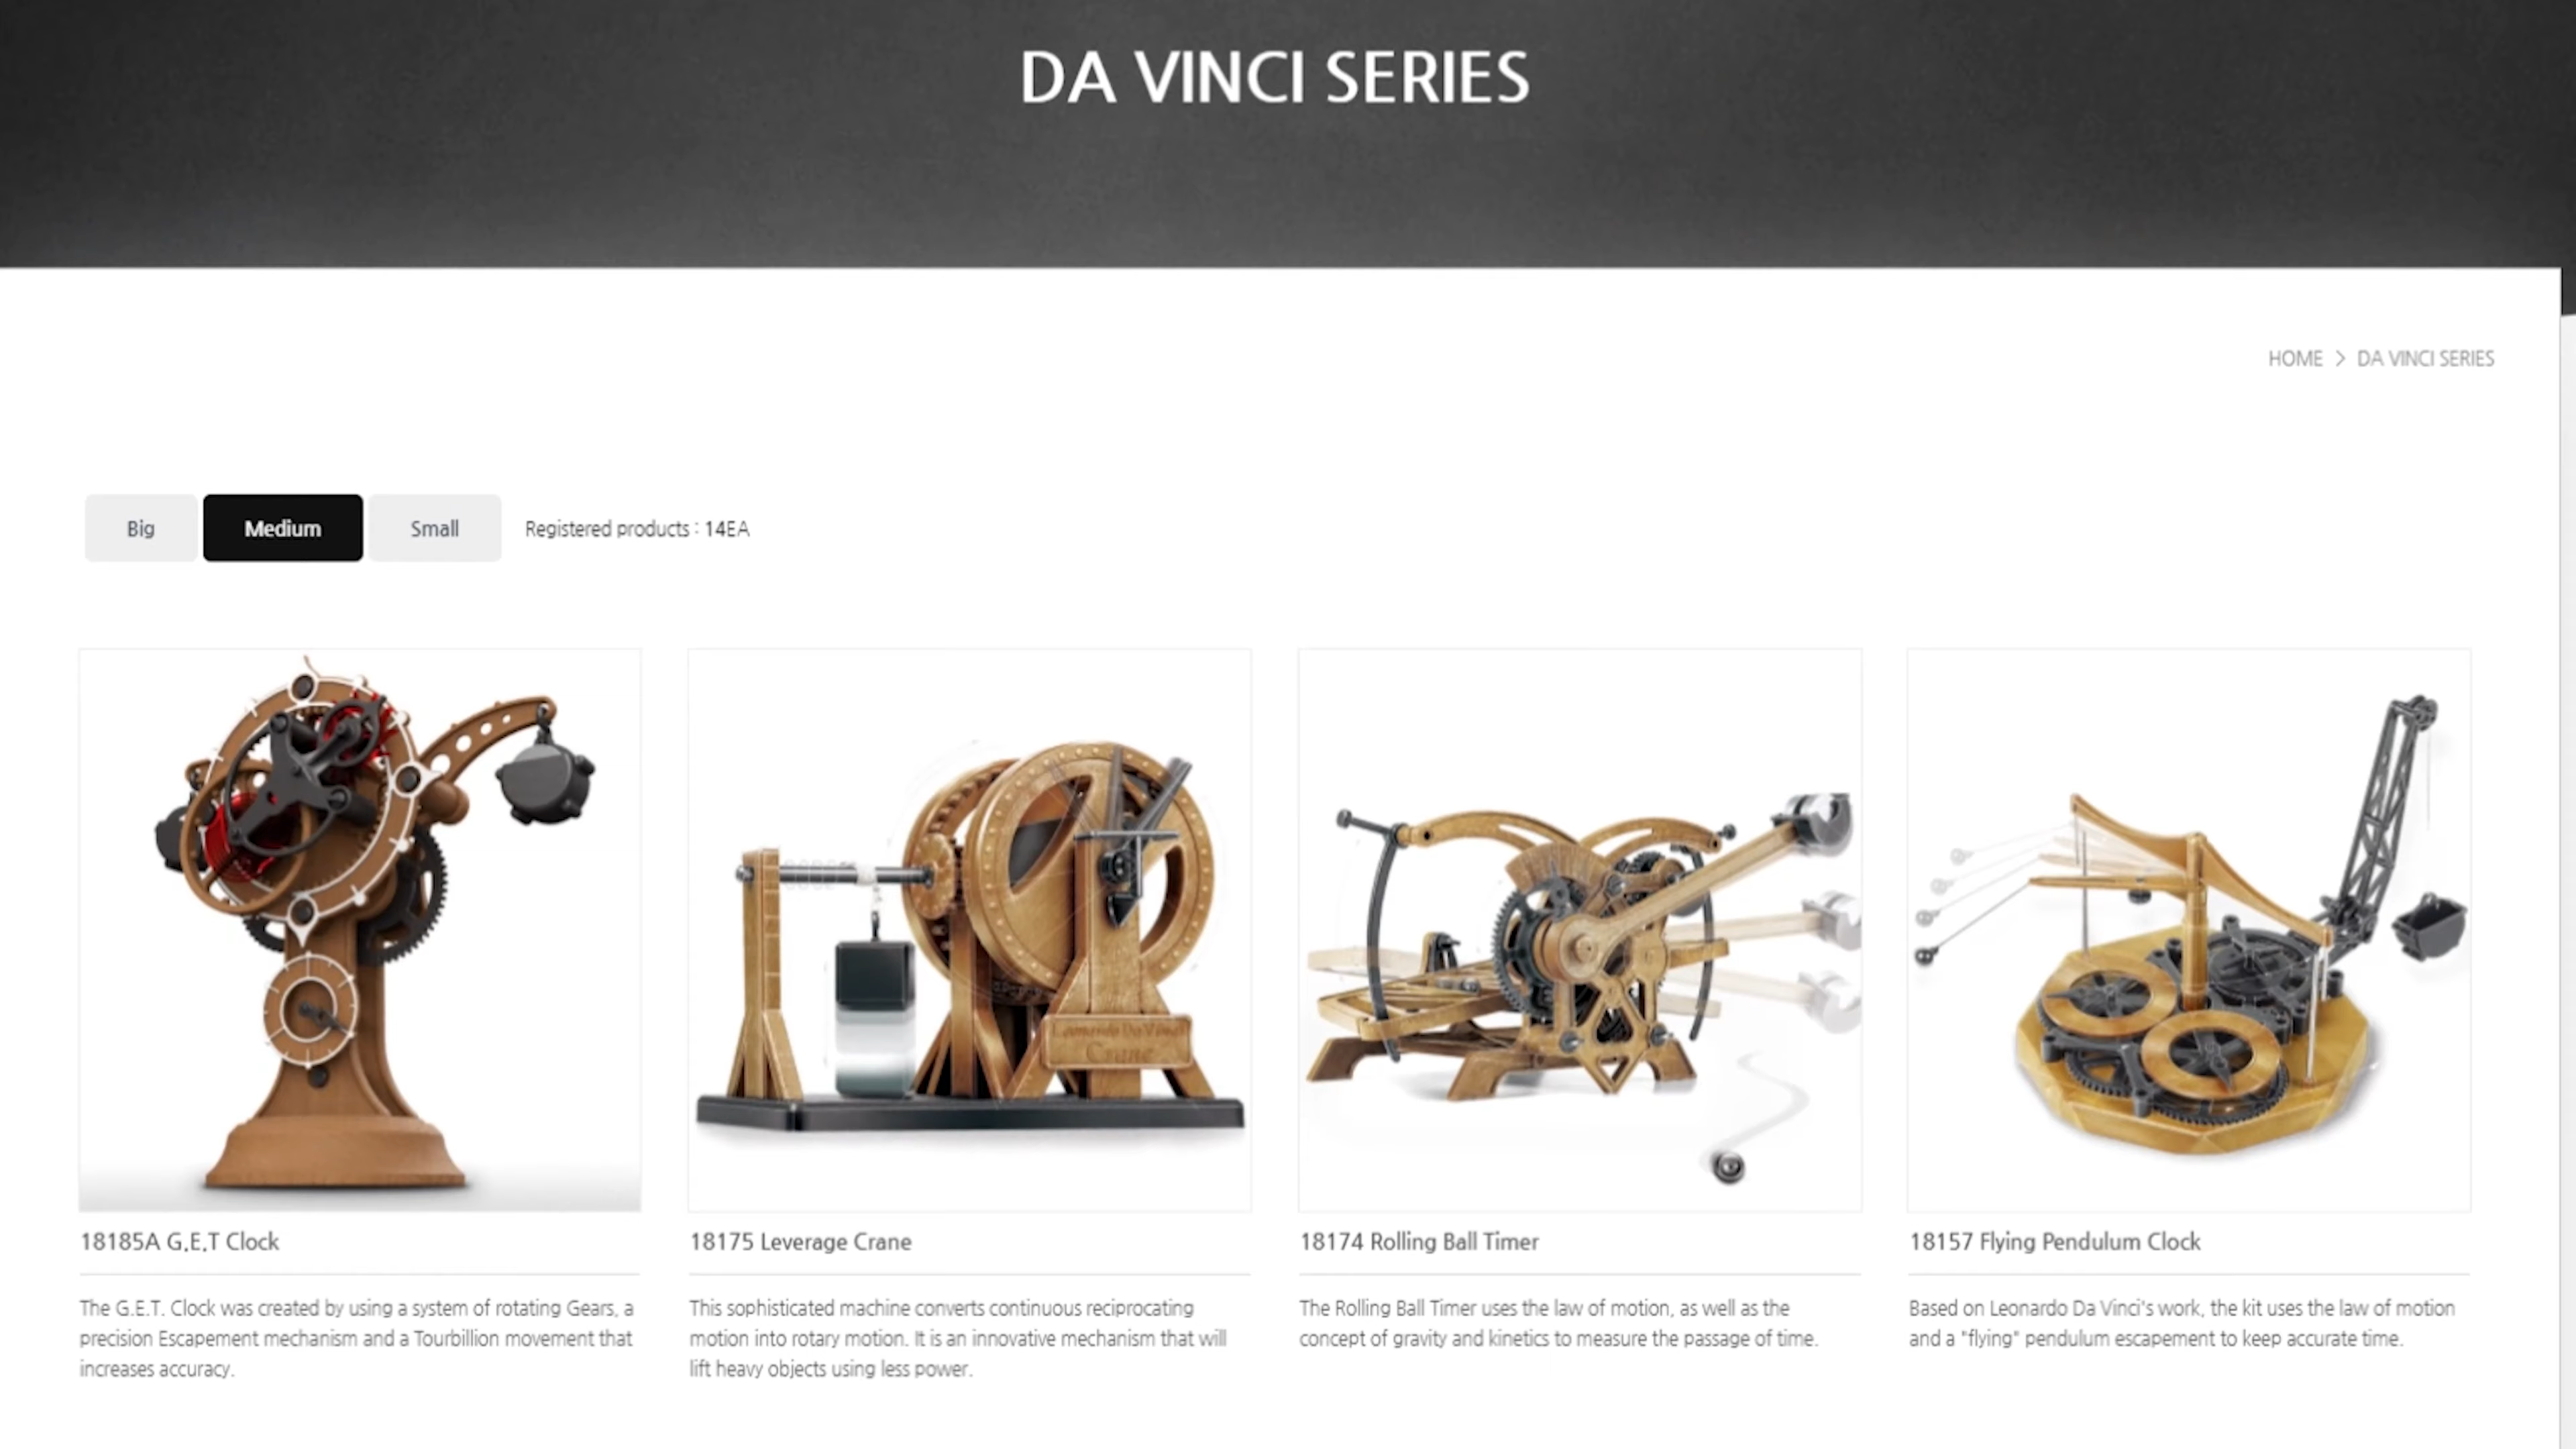 DA VINCI SERIES
HOME > DA VINCI SERIES
Big
Medium
Small
Registered products : 14EA
18185A G.E.T Clock
The G.E.T. Clock was created by using a system of rotating Gears, a
precision Escapement mechanism and a Tourbillion movement that
increases accuracy.
Leonardo Da Vinci
Crane
18175 Leverage Crane
This sophisticated machine converts continuous reciprocating
motion into rotary motion. It is an innovative mechanism that will
lift heavy objects using less power.
18174 Rolling Ball Timer
The Rolling Ball Timer uses the law of motion, as well as the
concept of gravity and kinetics to measure the passage of time.
18157 Flying Pendulum Clock
Based on Leonardo Da Vinci's work, the kit uses the law of motion
and a "flying" pendulum escapement to keep accurate time.